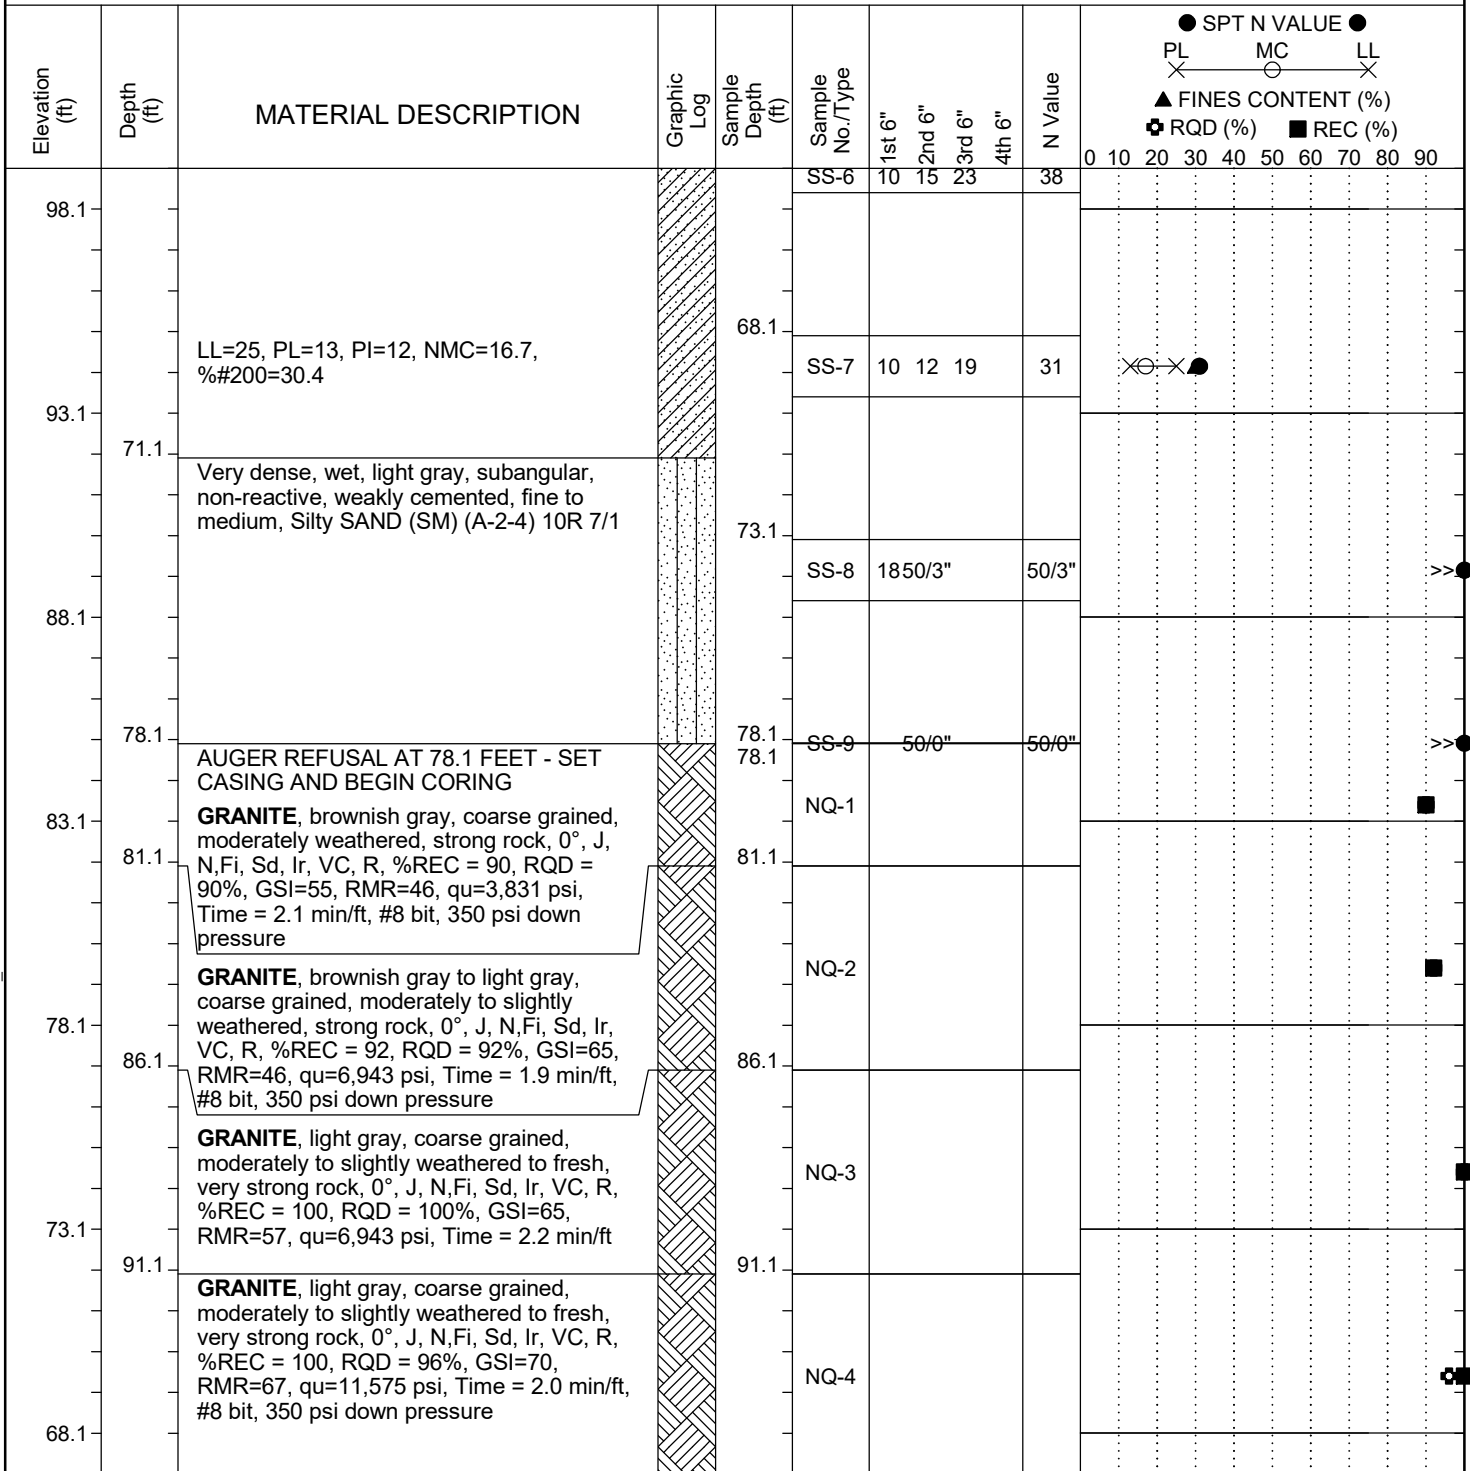 ● SPT N VALUE ●
PL MC LL
▲ FINES CONTENT (%)
RQD (%) ■ REC (%)
0 10 20 30 40 50 60 70 80 90
Elevation (ft)
Depth (ft)
MATERIAL DESCRIPTION
Graphic Log
Sample Depth (ft)
Sample No./Type
1st 6"
2nd 6"
3rd 6"
4th 6"
N Value
SS-6 10 15 23 38
98.1
68.1
LL=25, PL=13, PI=12, NMC=16.7,
%#200=30.4
SS-7 10 12 19 31
93.1
71.1
Very dense, wet, light gray, subangular,
non-reactive, weakly cemented, fine to
medium, Silty SAND (SM) (A-2-4) 10R 7/1
73.1
SS-8 18 50/3" 50/3" >>
88.1
78.1 78.1
SS-9 50/0" 50/0" >>
78.1
AUGER REFUSAL AT 78.1 FEET - SET
CASING AND BEGIN CORING
NQ-1
GRANITE, brownish gray, coarse grained,
moderately weathered, strong rock, 0°, J,
N,Fi, Sd, Ir, VC, R, %REC = 90, RQD =
90%, GSI=55, RMR=46, qu=3,831 psi,
Time = 2.1 min/ft, #8 bit, 350 psi down
pressure
83.1
81.1 81.1
GRANITE, brownish gray to light gray,
coarse grained, moderately to slightly
weathered, strong rock, 0°, J, N,Fi, Sd, Ir,
VC, R, %REC = 92, RQD = 92%, GSI=65,
RMR=46, qu=6,943 psi, Time = 1.9 min/ft,
#8 bit, 350 psi down pressure
NQ-2
78.1
86.1 86.1
GRANITE, light gray, coarse grained,
moderately to slightly weathered to fresh,
very strong rock, 0°, J, N,Fi, Sd, Ir, VC, R,
%REC = 100, RQD = 100%, GSI=65,
RMR=57, qu=6,943 psi, Time = 2.2 min/ft
NQ-3
73.1
91.1 91.1
GRANITE, light gray, coarse grained,
moderately to slightly weathered to fresh,
very strong rock, 0°, J, N,Fi, Sd, Ir, VC, R,
%REC = 100, RQD = 96%, GSI=70,
RMR=67, qu=11,575 psi, Time = 2.0 min/ft,
#8 bit, 350 psi down pressure
NQ-4
68.1